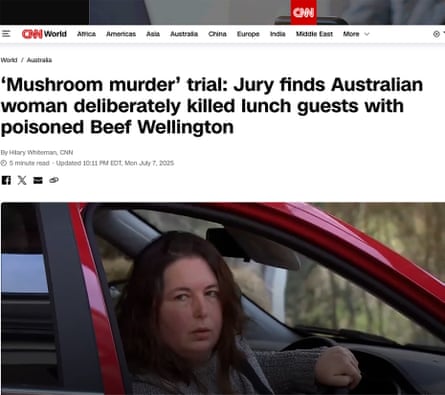 CNN
CNN World Africa Americas Asia Australia China Europe India Middle East More
World / Australia
‘Mushroom murder’ trial: Jury finds Australian
woman deliberately killed lunch guests with
poisoned Beef Wellington
By Hilary Whiteman, CNN
5 minute read · Updated 10:11 PM EDT, Mon July 7, 2025